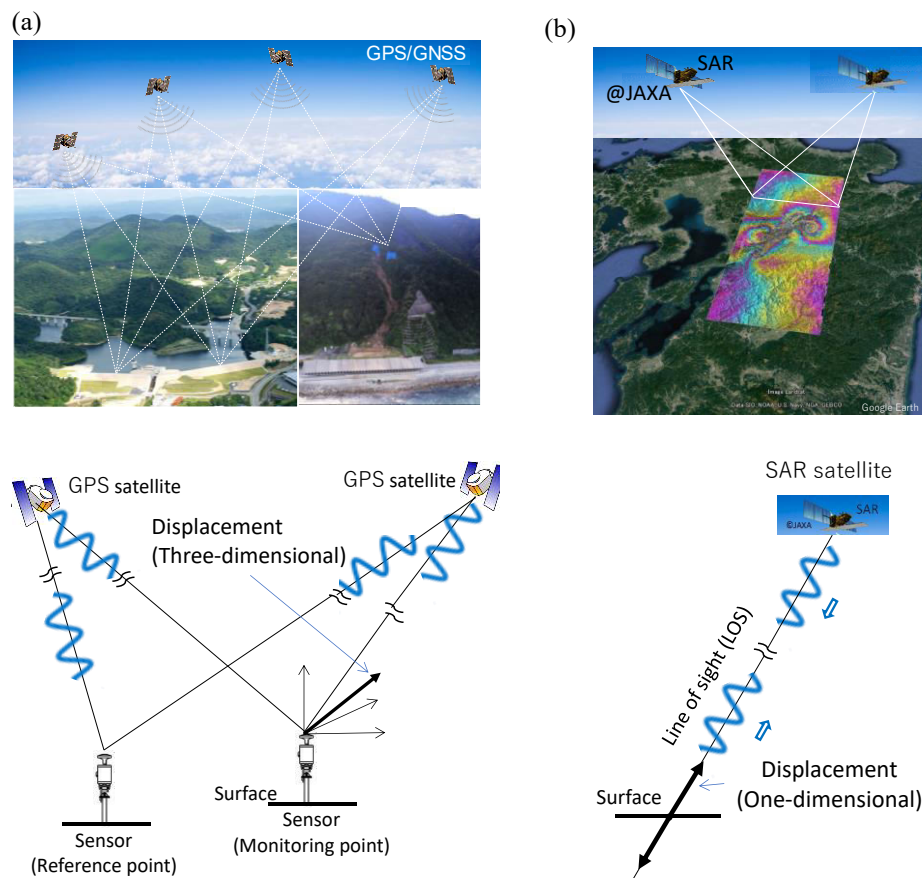 (a)
GPS/GNSS
(b)
SAR
@JAXA
Google Earth
GPS satellite
GPS satellite
Displacement
(Three-dimensional)
Surface
Sensor
(Reference point)
Sensor
(Monitoring point)
SAR satellite
SAR
©JAXA
Line of sight (LOS)
Displacement
(One-dimensional)
Surface